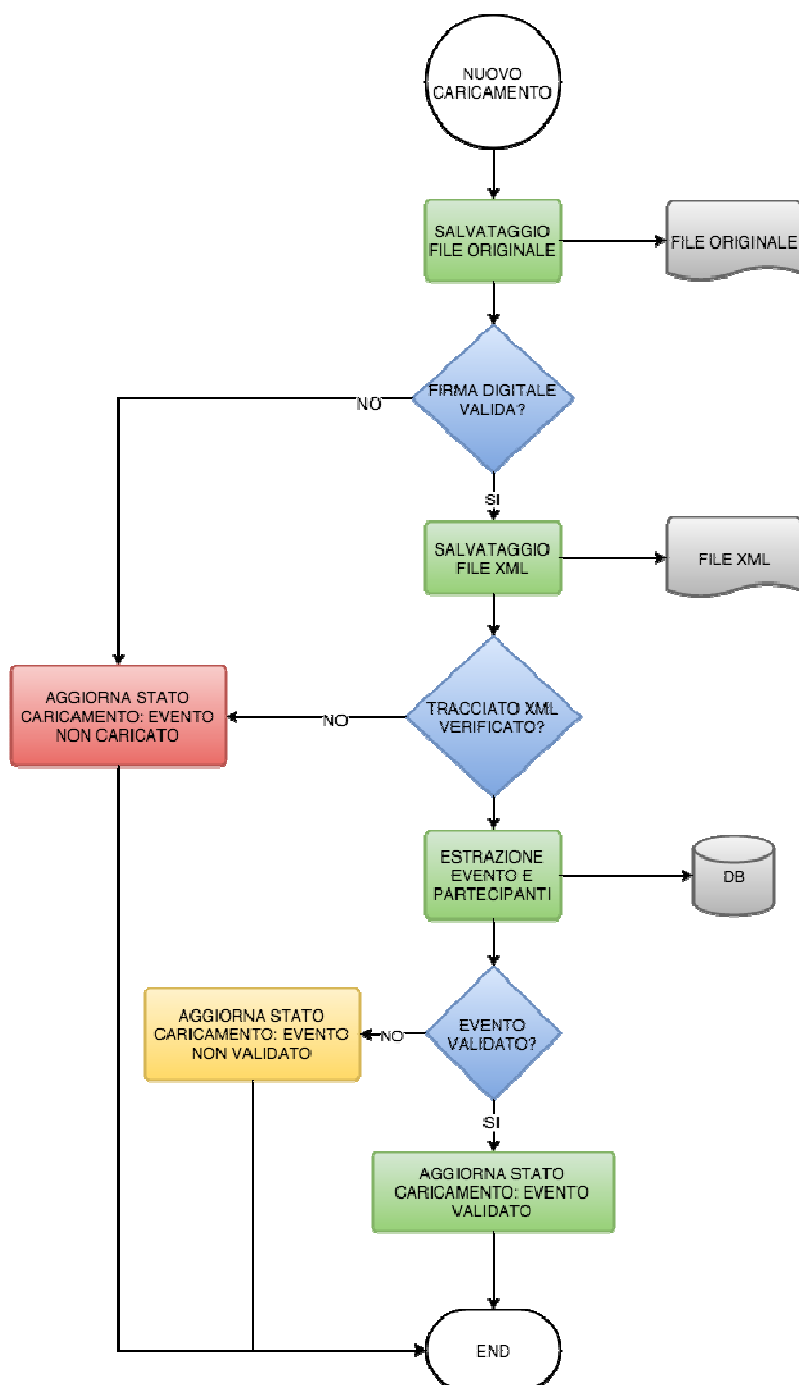 NUOVO
CARICAMENTO
SALVATAGGIO
FILE ORIGINALE
FILE ORIGINALE
FIRMA DIGITALE
VALIDA?
NO
SI
SALVATAGGIO
FILE XML
FILE XML
AGGIORNA STATO
CARICAMENTO: EVENTO
NON CARICATO
NO
TRACCIATO XML
VERIFICATO?
ESTRAZIONE
EVENTO E
PARTECIPANTI
DB
AGGIORNA STATO
CARICAMENTO: EVENTO
NON VALIDATO
NO
EVENTO
VALIDATO?
SI
AGGIORNA STATO
CARICAMENTO: EVENTO
VALIDATO
END